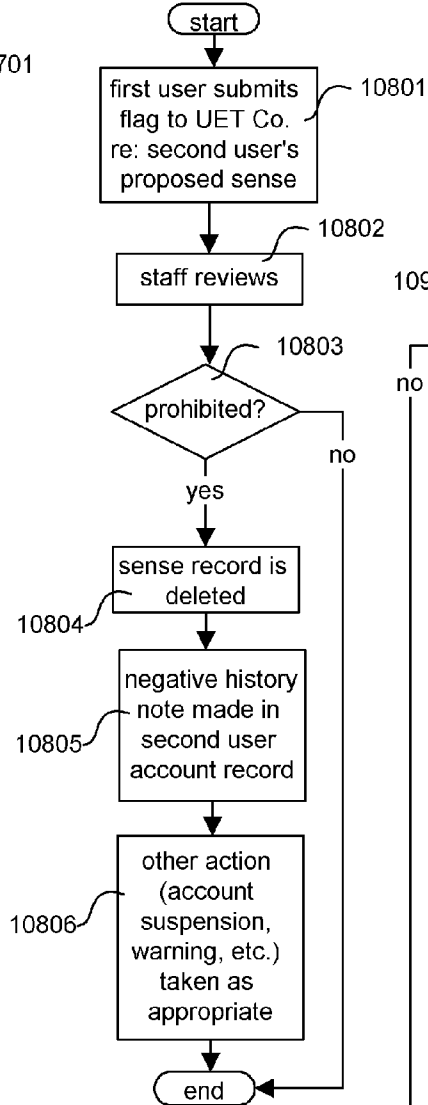 start
701
first user submits
flag to UET Co.
re: second user's
proposed sense
10801
10802
staff reviews
109
10803
prohibited?
no
no
yes
sense record is
deleted
10804
negative history
note made in
second user
account record
10805
other action
(account
suspension,
warning, etc.)
taken as
appropriate
10806
end